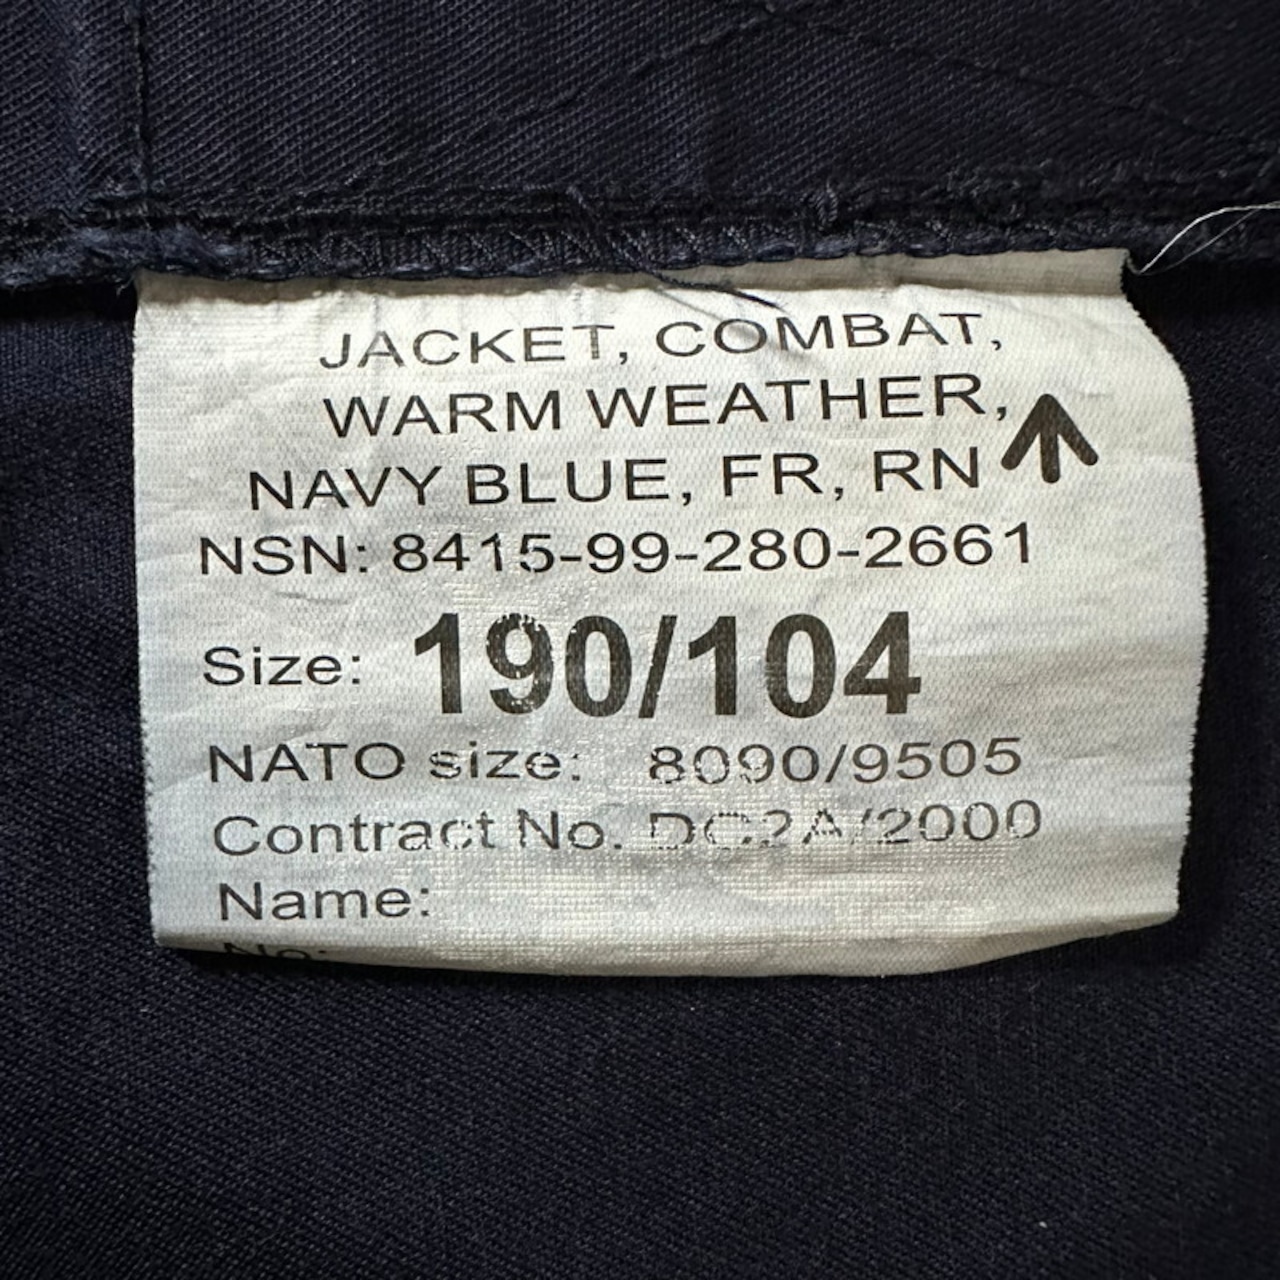 JACKET, COMBAT,
WARM WEATHER,
NAVY BLUE, FR, RN
NSN: 8415-99-280-2661
Size: 190/104
NATO size: 8090/9505
Contract No. DC2A/2000
Name:
No: